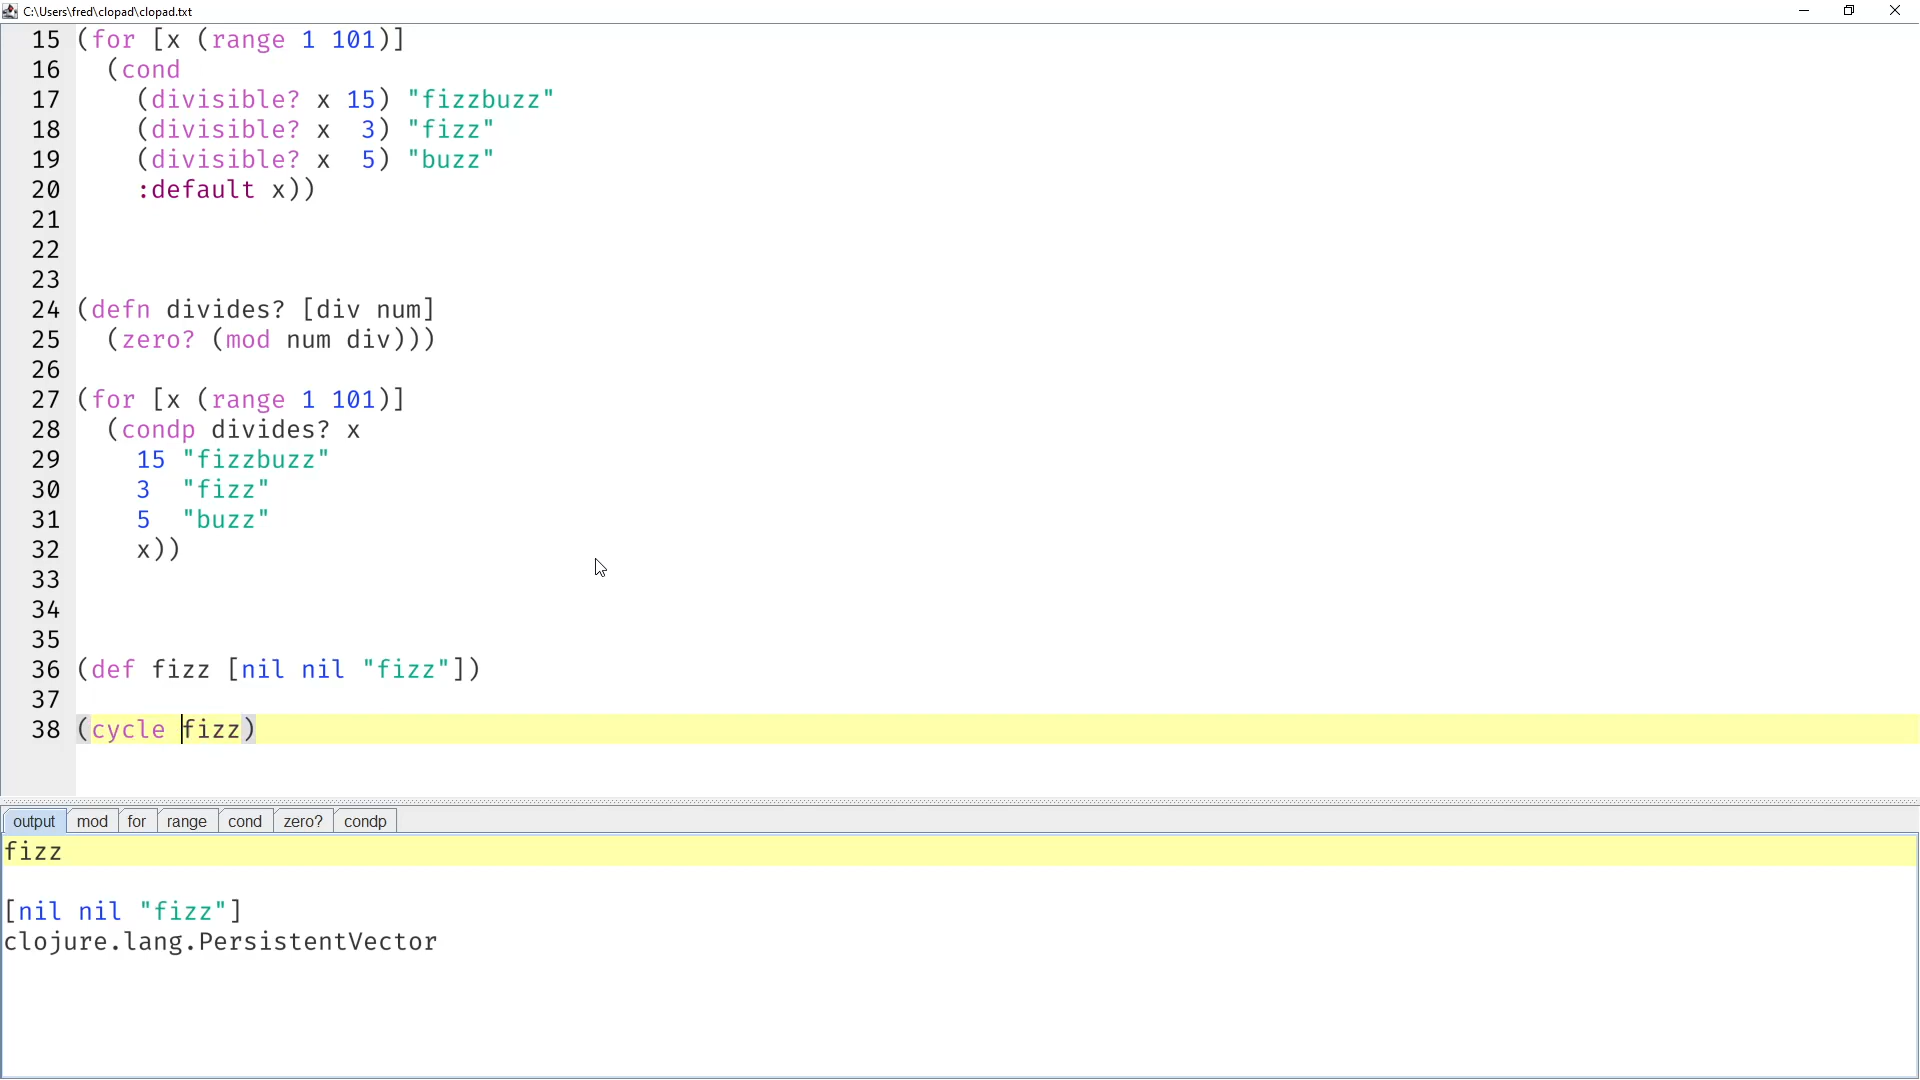 C:\Users\fred\clopad\clopad.txt
15 (for [x (range 1 101)]
16   (cond
17     (divisible? x 15) "fizzbuzz"
18     (divisible? x  3) "fizz"
19     (divisible? x  5) "buzz"
20     :default x))
21
22
23
24 (defn divides? [div num]
25   (zero? (mod num div)))
26
27 (for [x (range 1 101)]
28   (condp divides? x
29     15 "fizzbuzz"
30     3  "fizz"
31     5  "buzz"
32     x))
33
34
35
36 (def fizz [nil nil "fizz"])
37
38 (cycle fizz)
output mod for range cond zero? condp
fizz
[nil nil "fizz"]
clojure.lang.PersistentVector